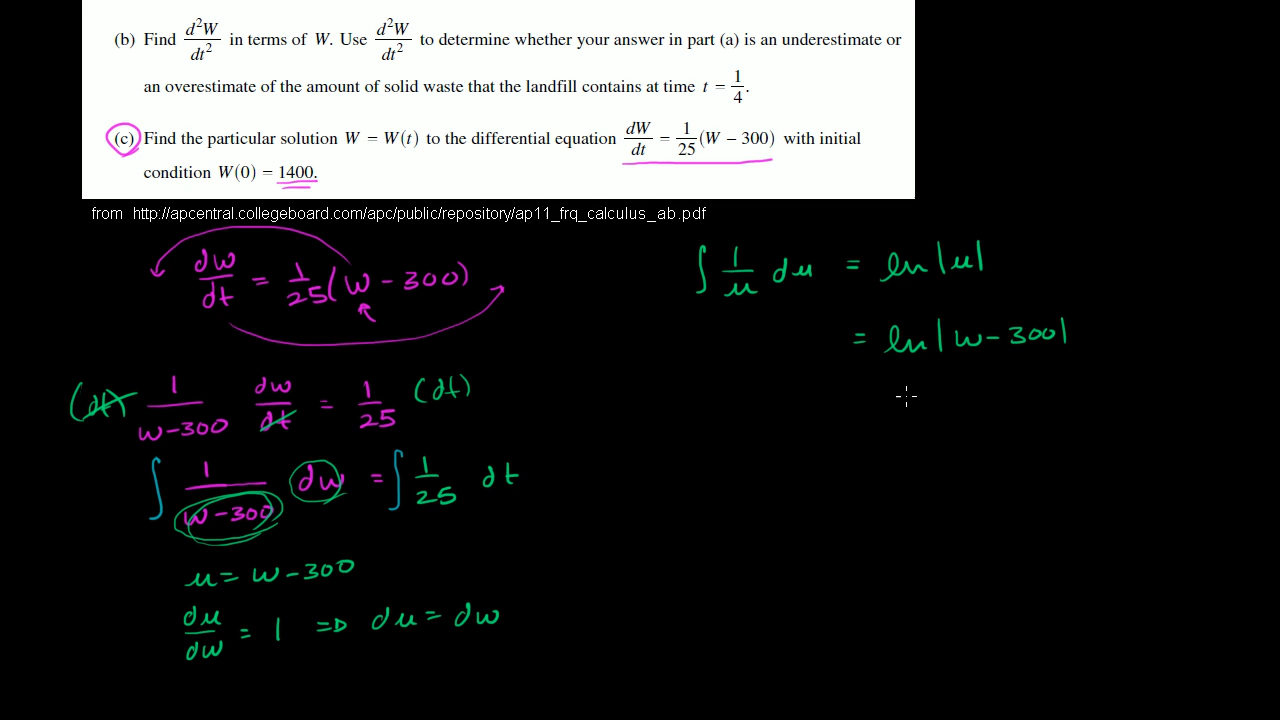 (b) Find d²W/dt² in terms of W. Use d²W/dt² to determine whether your answer in part (a) is an underestimate or
an overestimate of the amount of solid waste that the landfill contains at time t = 1/4.
(c) Find the particular solution W = W(t) to the differential equation dW/dt = 1/25 (W − 300) with initial
condition W(0) = 1400.
from http://apcentral.collegeboard.com/apc/public/repository/ap11_frq_calculus_ab.pdf
dw/dt = 1/25 (w − 300)
∫ 1/u du = ln |u|
= ln |w − 300|
(dt) 1/(w−300) dw/dt = 1/25 (dt)
∫ 1/(w−300) dw = ∫ 1/25 dt
u = w − 300
du/dw = 1 ⇒ du = dw